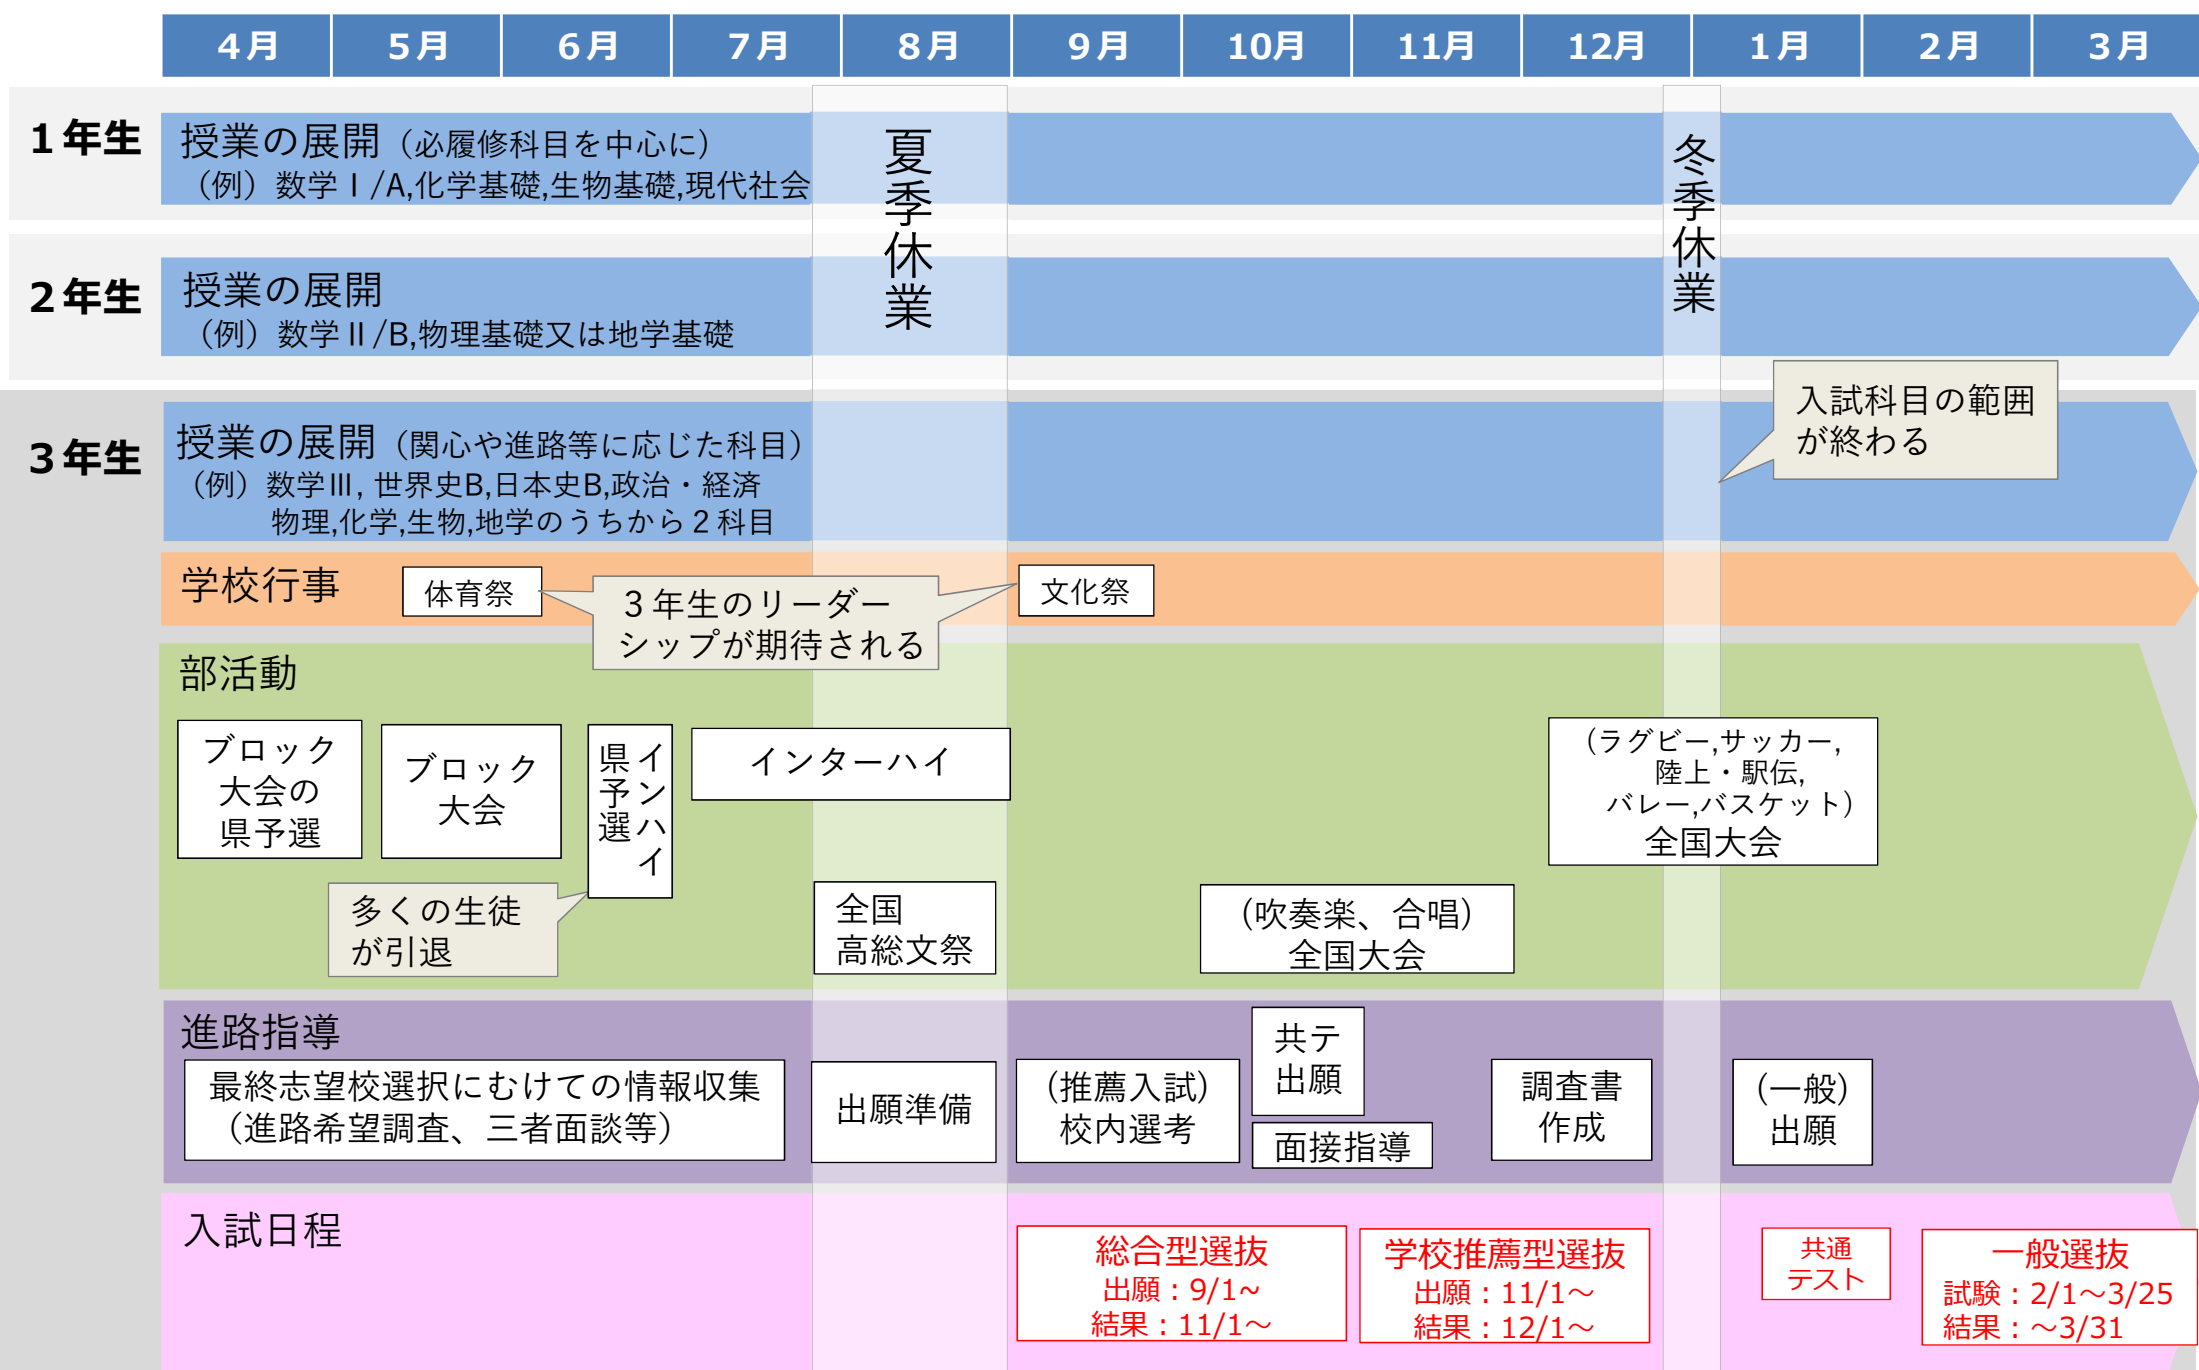 4月 5月 6月 7月 8月 9月 10月 11月 12月 1月 2月 3月
1年生
授業の展開（必履修科目を中心に）
（例）数学Ⅰ/A,化学基礎,生物基礎,現代社会
夏季休業
冬季休業
2年生
授業の展開
（例）数学Ⅱ/B,物理基礎又は地学基礎
3年生
授業の展開（関心や進路等に応じた科目）
（例）数学Ⅲ, 世界史B,日本史B,政治・経済
物理,化学,生物,地学のうちから２科目
入試科目の範囲
が終わる
学校行事
体育祭
３年生のリーダー
シップが期待される
文化祭
部活動
ブロック
大会の
県予選
ブロック
大会
インハイ
県予選
インターハイ
（ラグビー,サッカー,
陸上・駅伝,
バレー,バスケット）
全国大会
多くの生徒
が引退
全国
高総文祭
（吹奏楽、合唱）
全国大会
進路指導
最終志望校選択にむけての情報収集
（進路希望調査、三者面談等）
出願準備
（推薦入試）
校内選考
共テ
出願
面接指導
調査書
作成
（一般）
出願
入試日程
総合型選抜
出願：9/1~
結果：11/1～
学校推薦型選抜
出願：11/1～
結果：12/1～
共通
テスト
一般選抜
試験：2/1～3/25
結果：～3/31